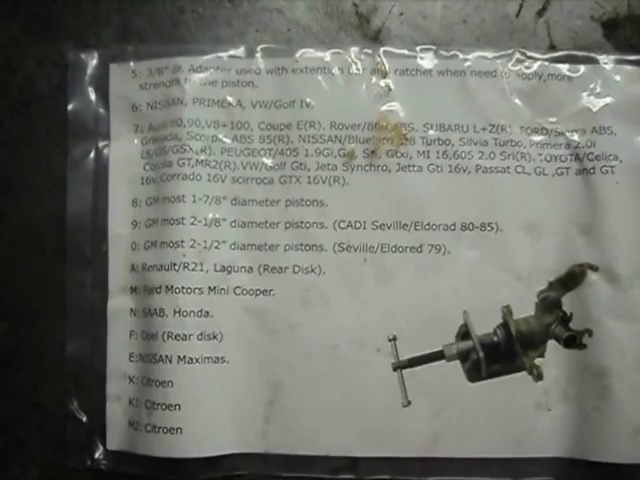 5: 3/8" dr. Adapter used with extention bar and ratchet when need to apply,more
strength to the piston.
6: NISSAN, PRIMERA, VW/Golf IV.
7: Audi/80,90,V8+100, Coupe E(R). Rover/800 ABS. SUBARU L+Z(R). FORD/Sierra ABS,
Grenada, Scorpio ABS 85(R). NISSAN/Bluebird 1.8 Turbo, Silvia Turbo, Primera 2.0i
LS/GS/GSX,(R). PEUGEOT/405 1.9Gi, Sri, Gtxi, MI 16,605 2.0 Sri(R). TOYOTA/Celica,
Corolla GT,MR2(R).VW/Golf Gti, Jeta Synchro, Jetta Gti 16v, Passat CL, GL ,GT and GT
16v, Corrado 16V scirroca GTX 16V(R).
8: GM most 1-7/8" diameter pistons.
9: GM most 2-1/8" diameter pistons. (CADI Seville/Eldorad 80-85).
0: GM most 2-1/2" diameter pistons. (Seville/Eldored 79).
A: Renault/R21, Laguna (Rear Disk).
M: Ford Motors Mini Cooper.
N: SAAB, Honda.
F: Opel (Rear disk)
E: NISSAN Maximas.
K: Citroen
K1: Citroen
M2: Citroen